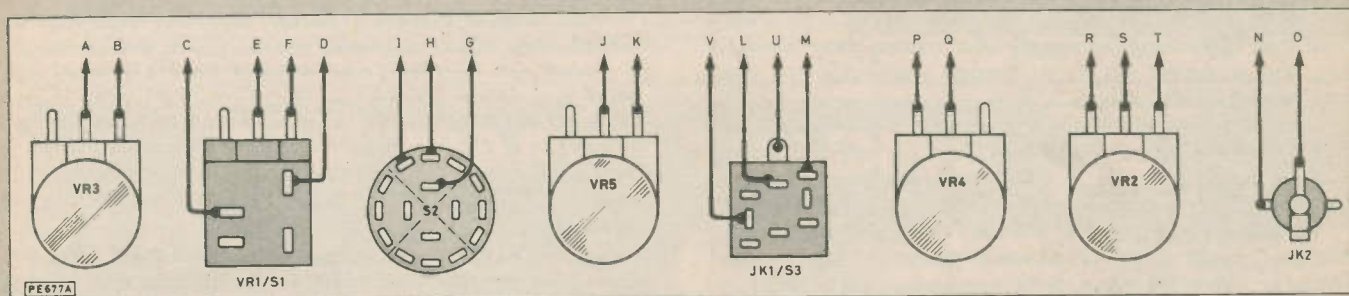 A B C E F D I H G J K V L U M P Q R S T N O
VR3 S2 VR5 VR4 VR2
VR1/S1 JK1/S3 JK2
PE677A